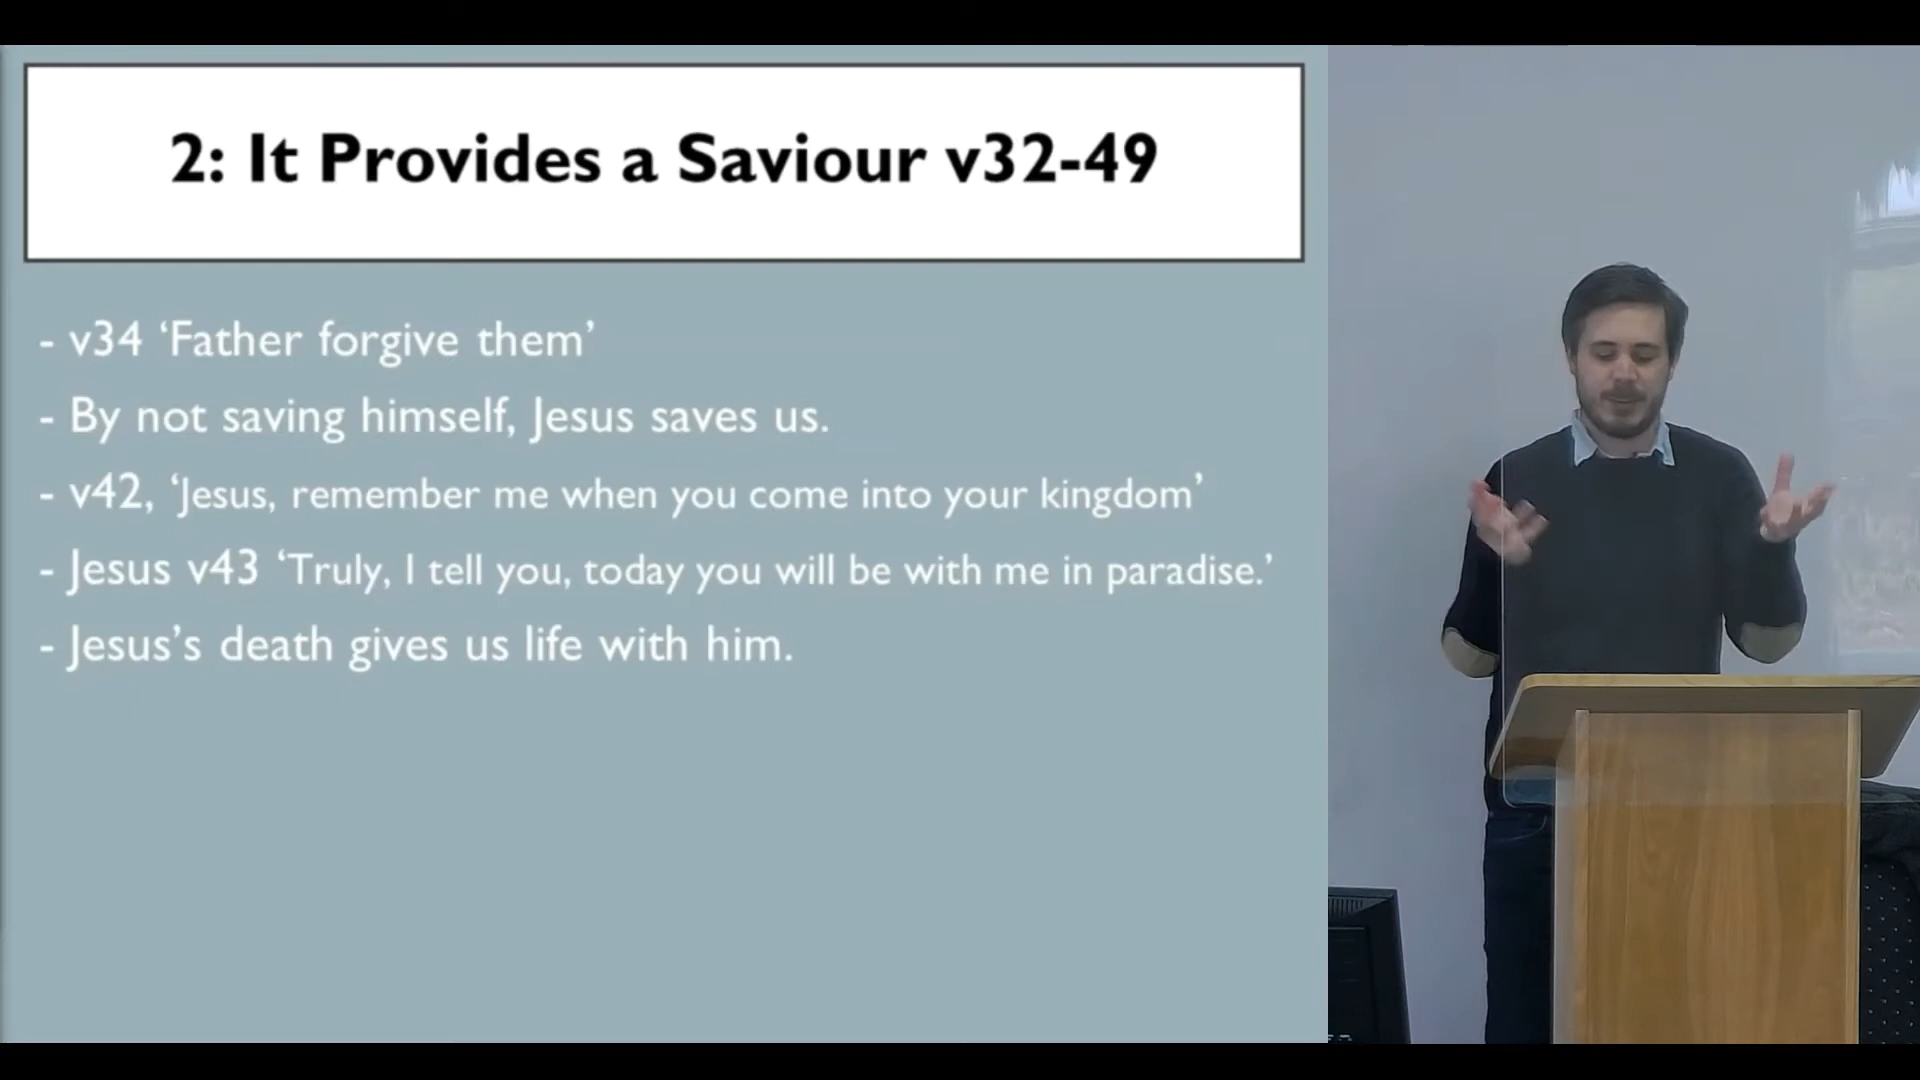 2: It Provides a Saviour v32-49
- v34 ‘Father forgive them’
- By not saving himself, Jesus saves us.
- v42, ‘Jesus, remember me when you come into your kingdom’
- Jesus v43 ‘Truly, I tell you, today you will be with me in paradise.’
- Jesus’s death gives us life with him.